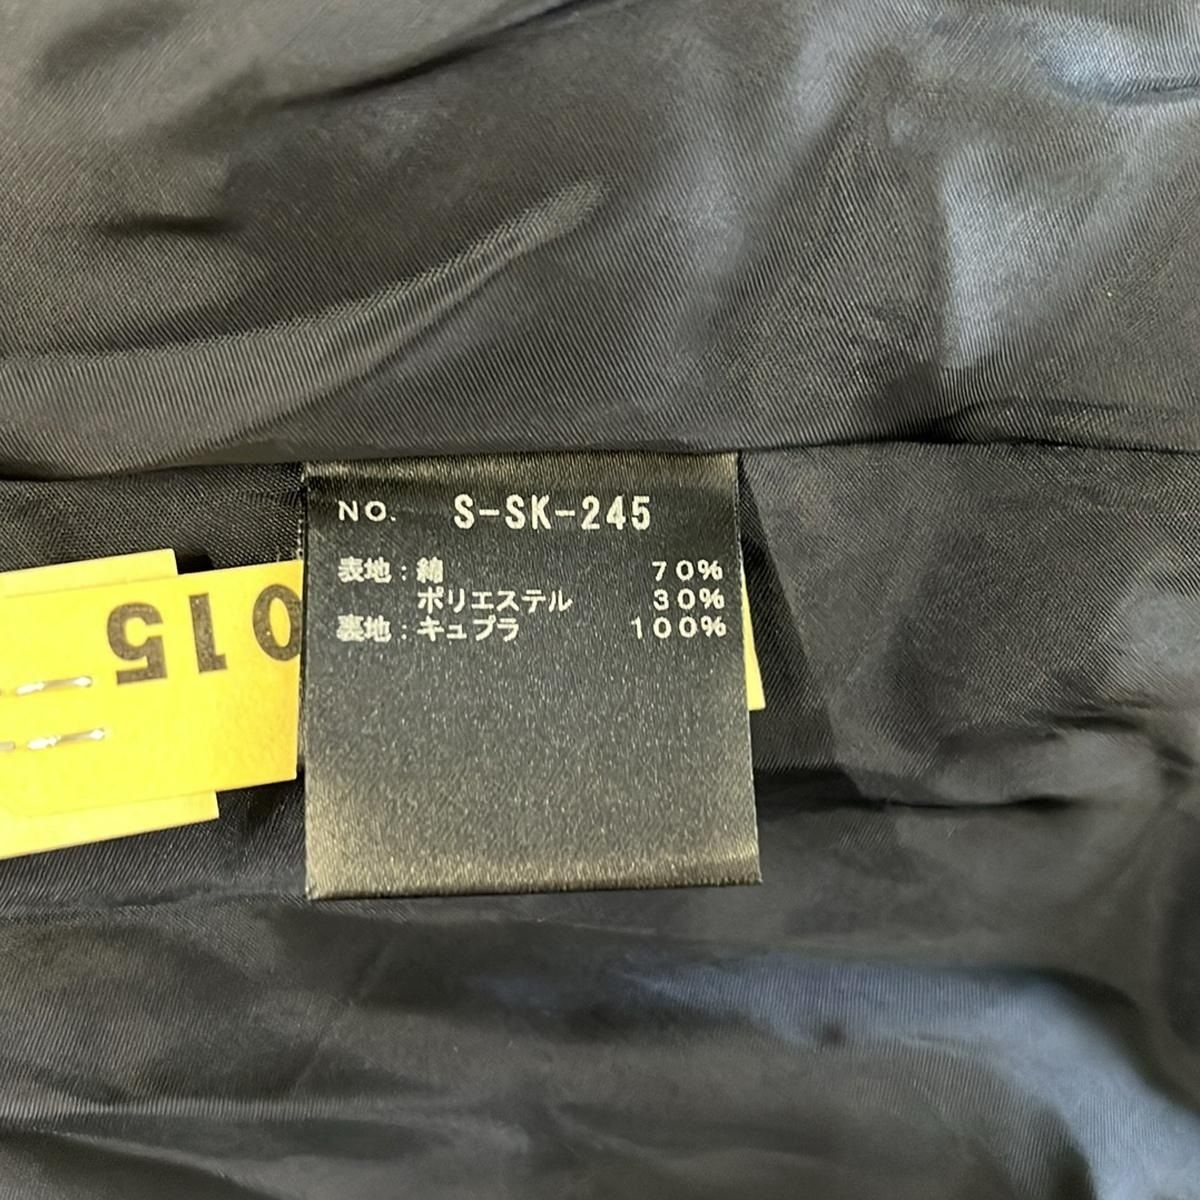 NO. S-SK-245
表地：綿 70%
ポリエステル 30%
裏地：キュプラ 100%
015